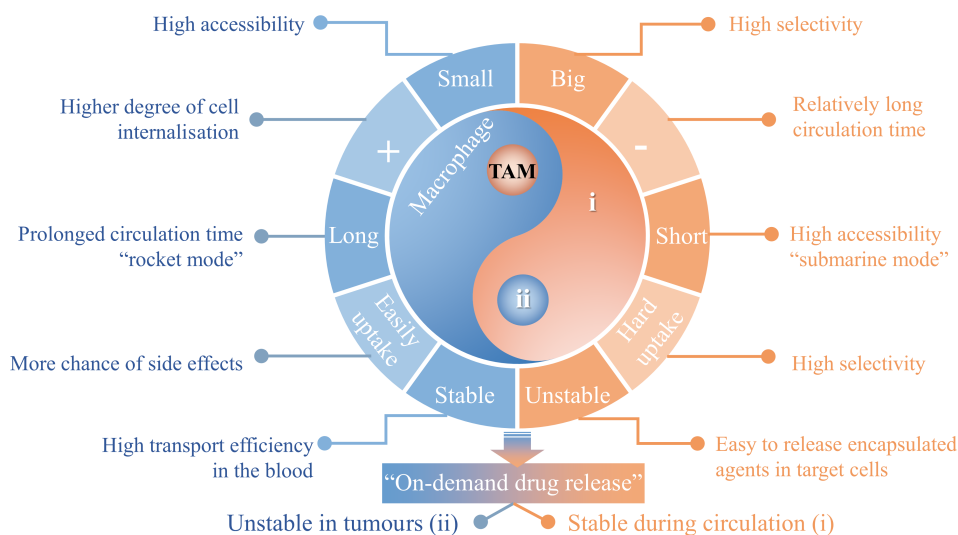 High accessibility
High selectivity
Small
Big
Higher degree of cell
internalisation
Relatively long
circulation time
+
-
Macrophage
TAM
i
Prolonged circulation time
“rocket mode”
Long
Short
High accessibility
“submarine mode”
ii
Easily
uptake
Hard
uptake
More chance of side effects
High selectivity
Stable
Unstable
High transport efficiency
in the blood
Easy to release encapsulated
agents in target cells
“On-demand drug release”
Unstable in tumours (ii)
Stable during circulation (i)